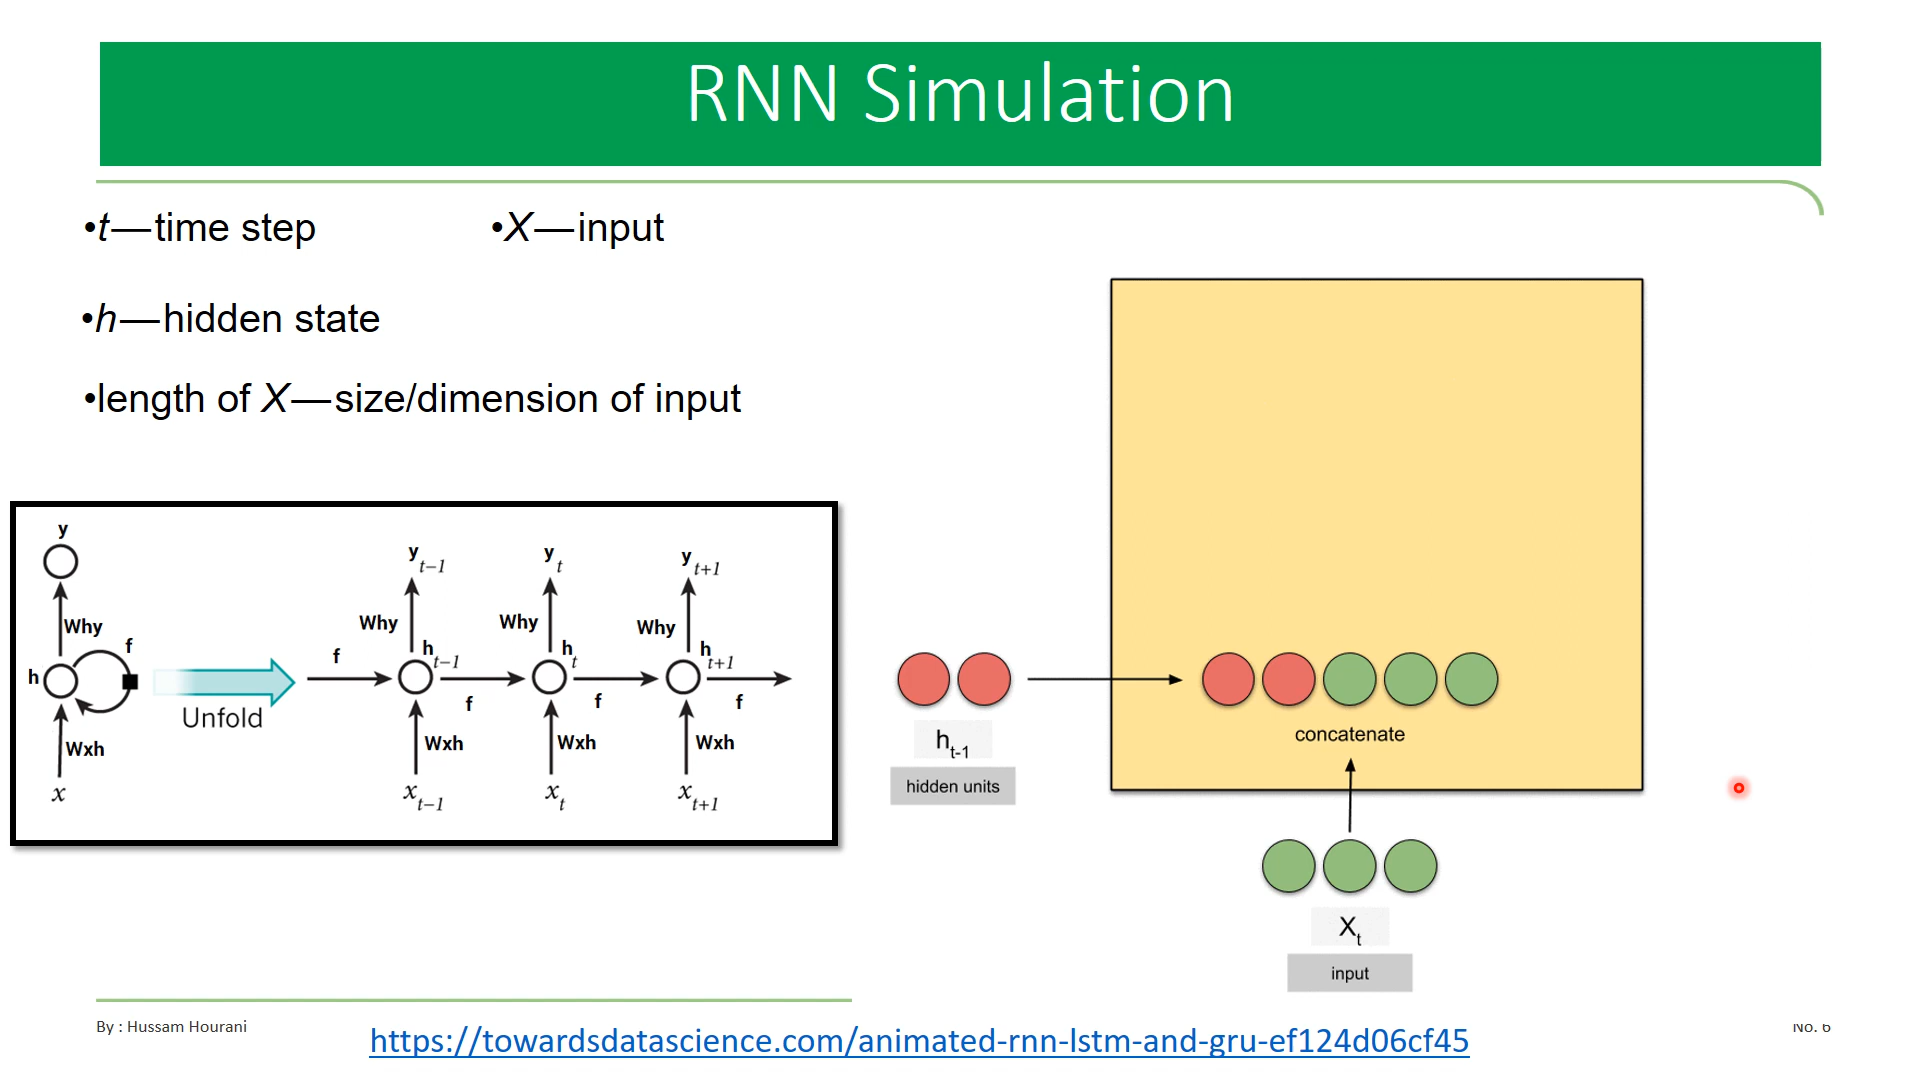 RNN Simulation
•t—time step
•X—input
•h—hidden state
•length of X—size/dimension of input
y
Why
f
h
Wxh
x
Unfold
y t-1
y t
y t+1
Why
Why
Why
f
h t-1
h t
h t+1
f
f
f
Wxh
Wxh
Wxh
x t-1
x t
x t+1
h t-1
hidden units
concatenate
X t
input
By : Hussam Hourani
https://towardsdatascience.com/animated-rnn-lstm-and-gru-ef124d06cf45
No. 6